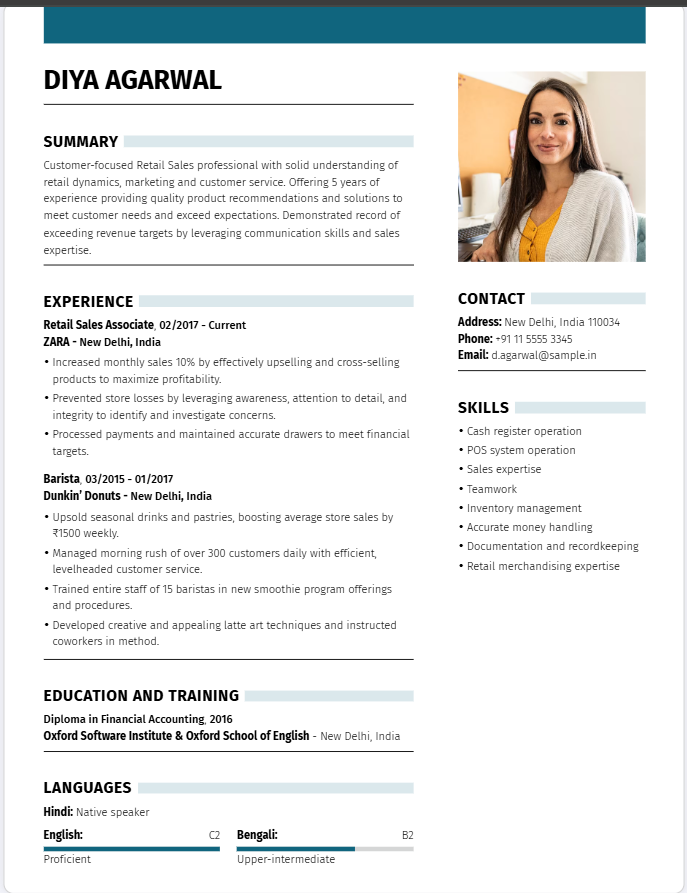 DIYA AGARWAL
SUMMARY
Customer-focused Retail Sales professional with solid understanding of
retail dynamics, marketing and customer service. Offering 5 years of
experience providing quality product recommendations and solutions to
meet customer needs and exceed expectations. Demonstrated record of
exceeding revenue targets by leveraging communication skills and sales
expertise.
EXPERIENCE
Retail Sales Associate, 02/2017 - Current
ZARA - New Delhi, India
• Increased monthly sales 10% by effectively upselling and cross-selling
products to maximize profitability.
• Prevented store losses by leveraging awareness, attention to detail, and
integrity to identify and investigate concerns.
• Processed payments and maintained accurate drawers to meet financial
targets.
Barista, 03/2015 - 01/2017
Dunkin’ Donuts - New Delhi, India
• Upsold seasonal drinks and pastries, boosting average store sales by
₹1500 weekly.
• Managed morning rush of over 300 customers daily with efficient,
levelheaded customer service.
• Trained entire staff of 15 baristas in new smoothie program offerings
and procedures.
• Developed creative and appealing latte art techniques and instructed
coworkers in method.
EDUCATION AND TRAINING
Diploma in Financial Accounting, 2016
Oxford Software Institute & Oxford School of English - New Delhi, India
LANGUAGES
Hindi: Native speaker
English: C2
Proficient
Bengali: B2
Upper-intermediate
CONTACT
Address: New Delhi, India 110034
Phone: +91 11 5555 3345
Email: d.agarwal@sample.in
SKILLS
• Cash register operation
• POS system operation
• Sales expertise
• Teamwork
• Inventory management
• Accurate money handling
• Documentation and recordkeeping
• Retail merchandising expertise